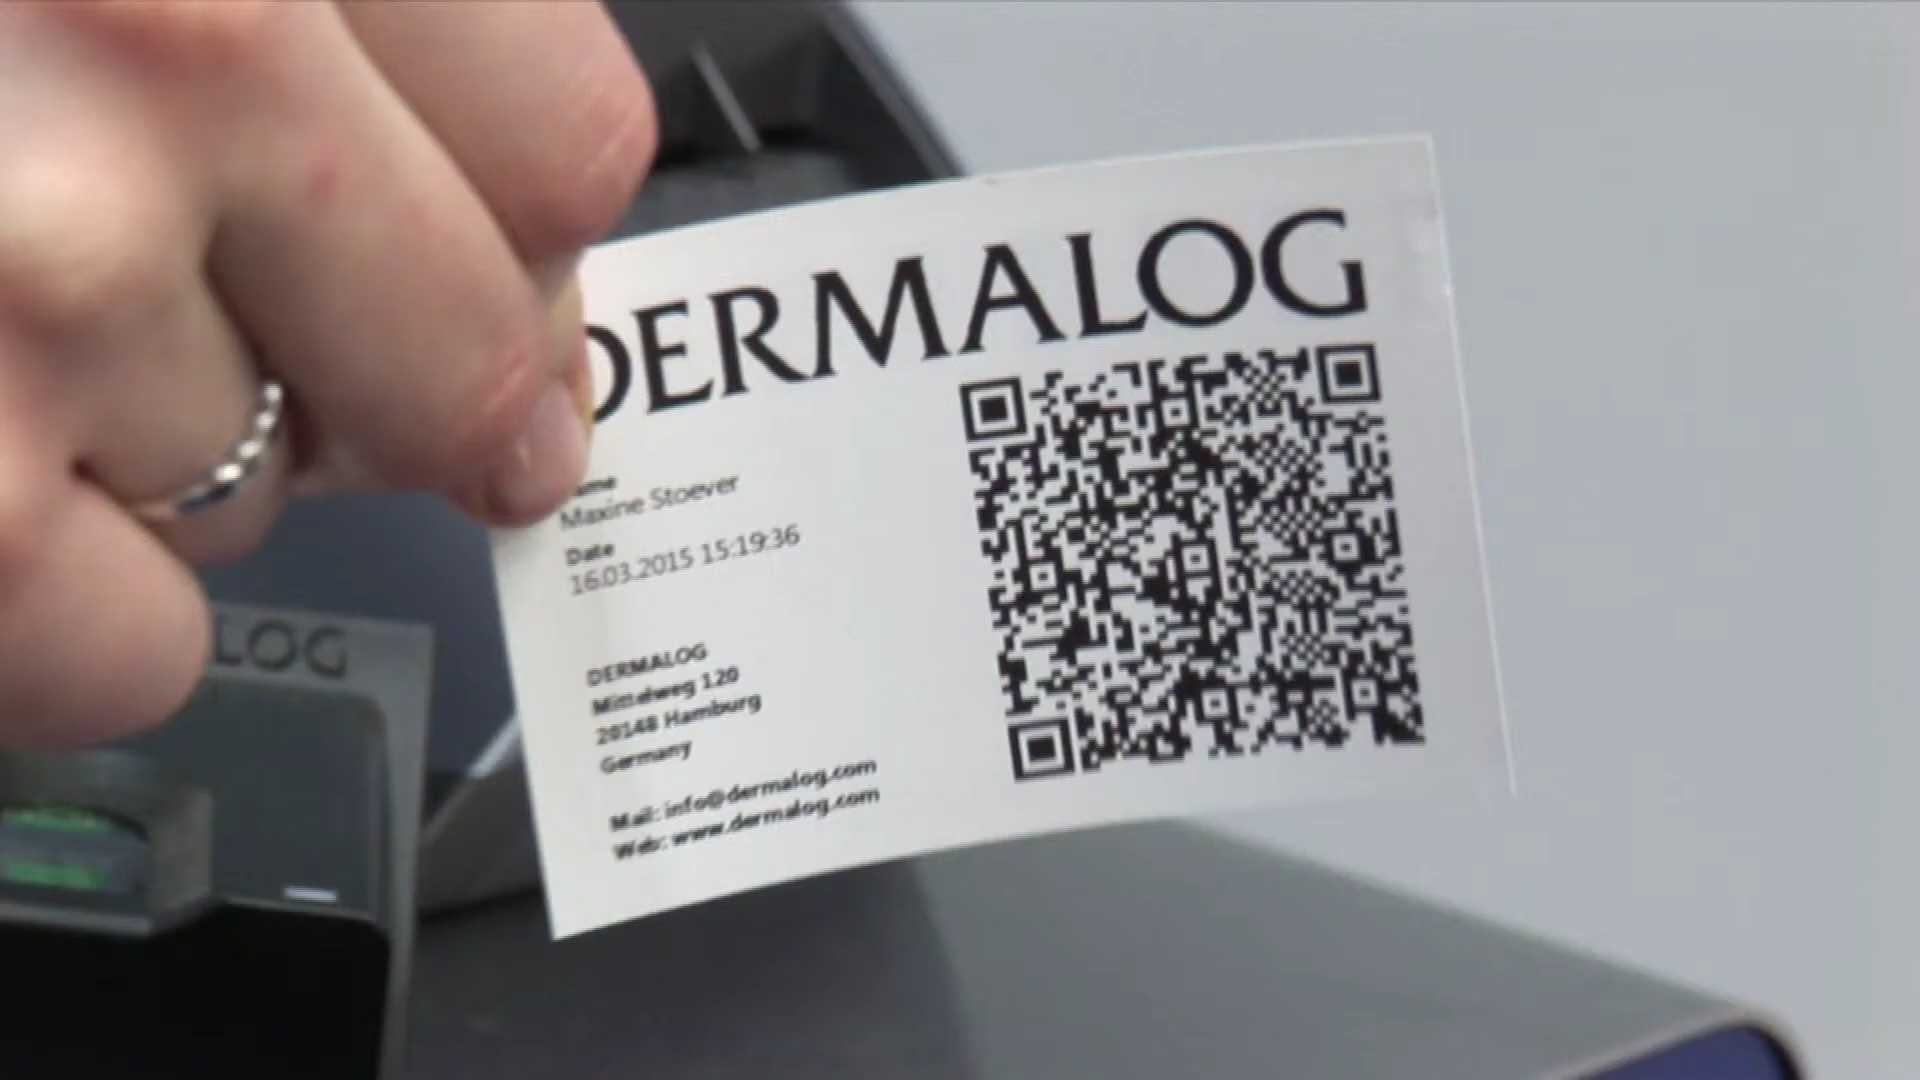 DERMALOG
ame
Maxine Stoever
Date
16.03.2015 15:19:36
DERMALOG
Mittelweg 120
20148 Hamburg
Germany
Mail: info@dermalog.com
Web: www.dermalog.com
LOG